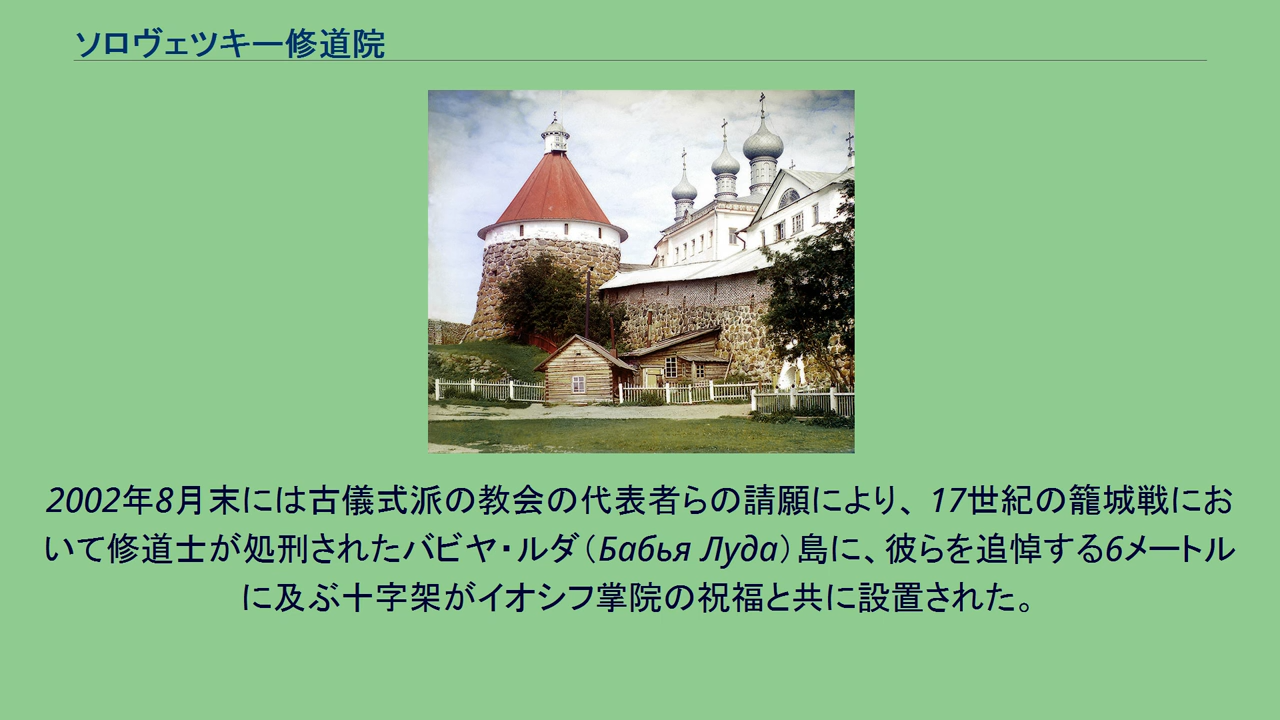 ソロヴェツキー修道院
2002年8月末には古儀式派の教会の代表者らの請願により、17世紀の籠城戦にお
いて修道士が処刑されたバビヤ・ルダ（Бабья Луда）島に、彼らを追悼する6メートル
に及ぶ十字架がイオシフ掌院の祝福と共に設置された。